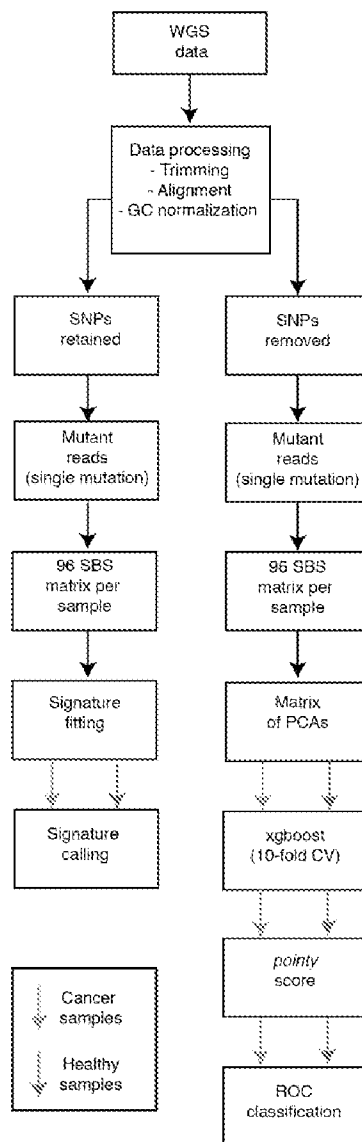 WGS
data
Data processing
- Trimming
- Alignment
- GC normalization
SNPs
retained
SNPs
removed
Mutant
reads
(single mutation)
Mutant
reads
(single mutation)
96 SBS
matrix per
sample
96 SBS
matrix per
sample
Signature
fitting
Matrix
of PCAs
Signature
calling
xgboost
(10-fold CV)
pointy
score
Cancer
samples
Healthy
samples
ROC
classification